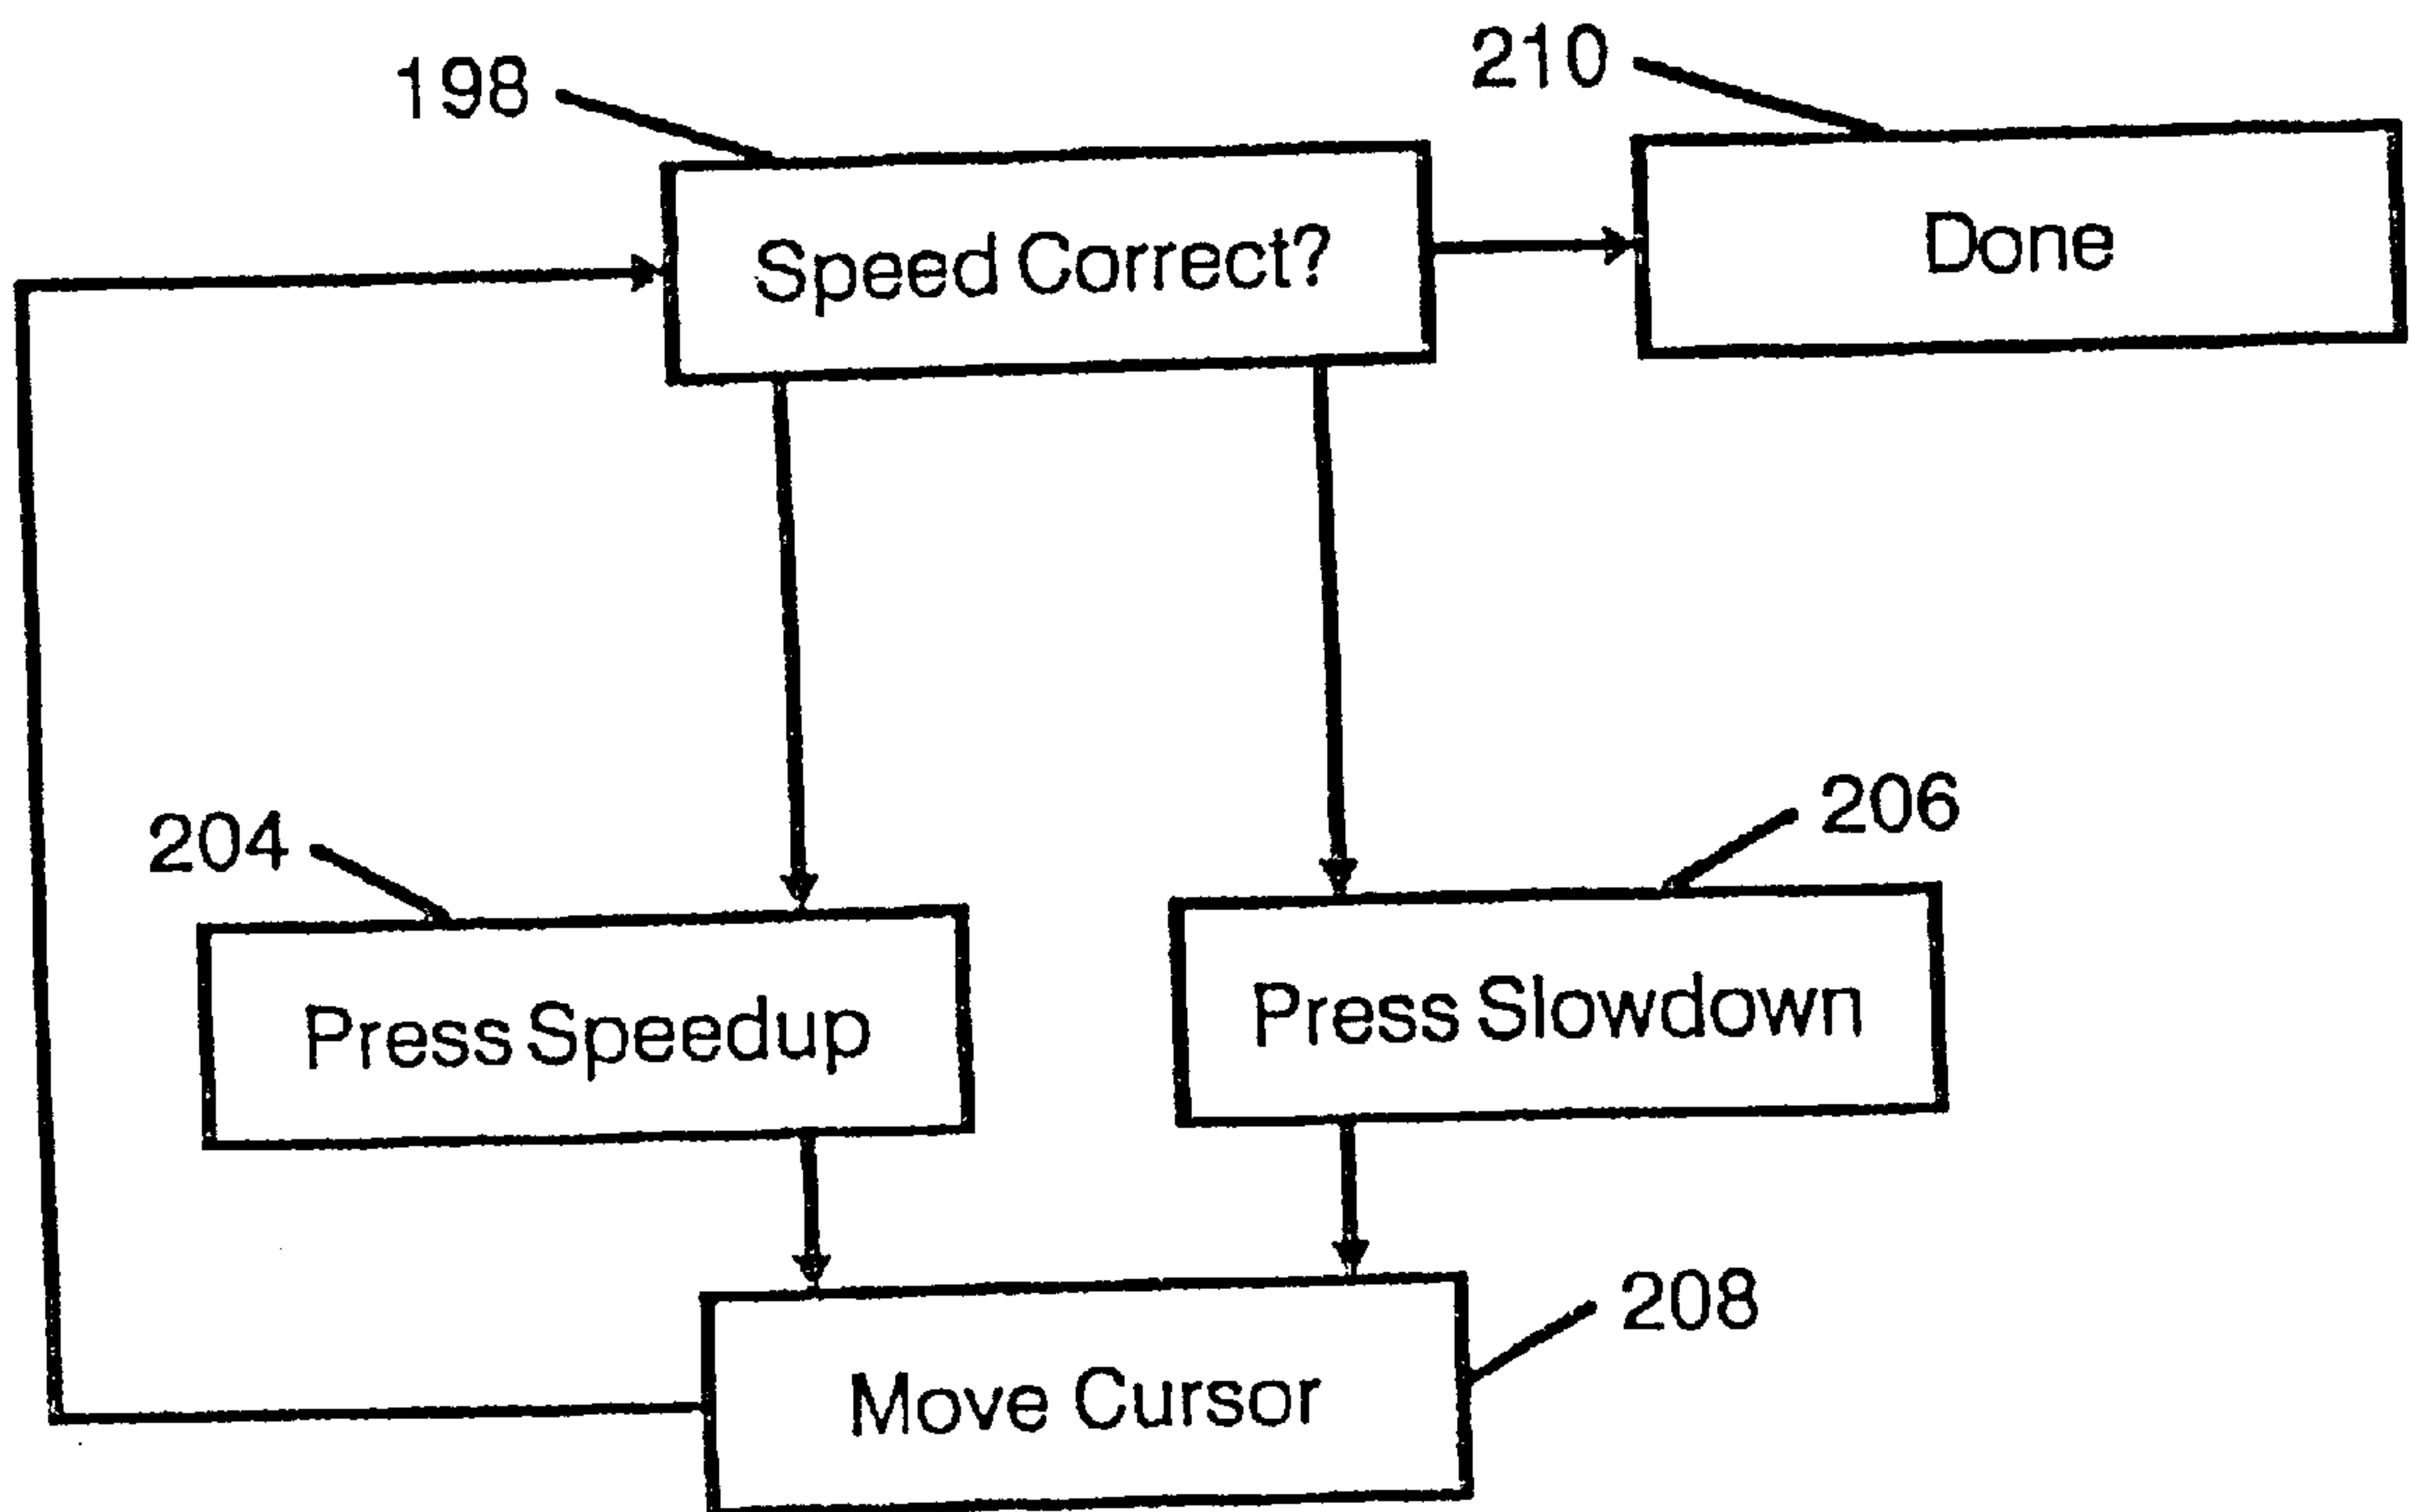 198
210
Speed Correct?
Done
204
206
Press Speedup
Press Slowdown
208
Move Cursor